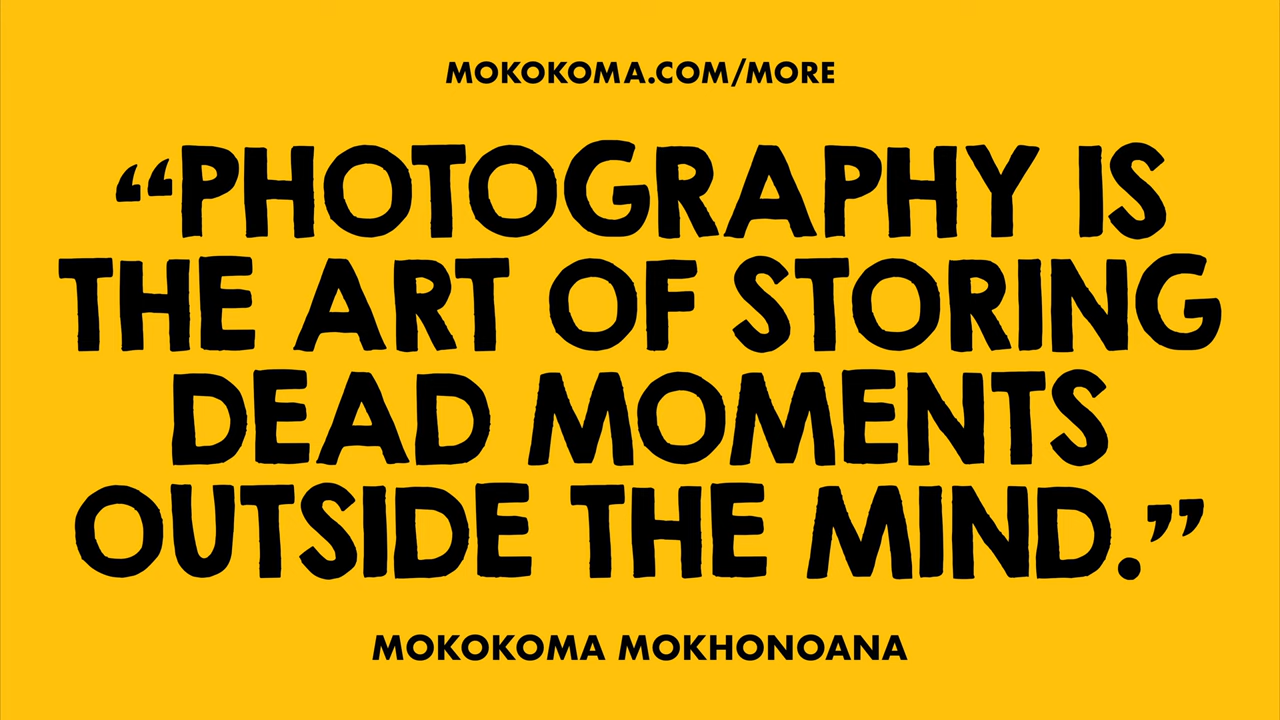 MOKOKOMA.COM/MORE
“PHOTOGRAPHY IS
THE ART OF STORING
DEAD MOMENTS
OUTSIDE THE MIND.”
MOKOKOMA MOKHONOANA